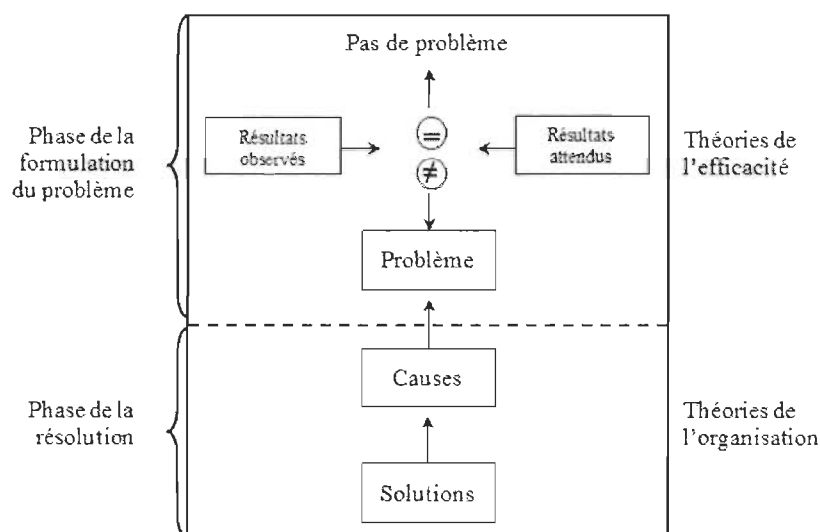 Pas de problème
Phase de la
formulation
du problème
Résultats
observés
=
≠
Résultats
attendus
Théories de
l'efficacité
Problème
Causes
Phase de la
résolution
Théories de
l'organisation
Solutions